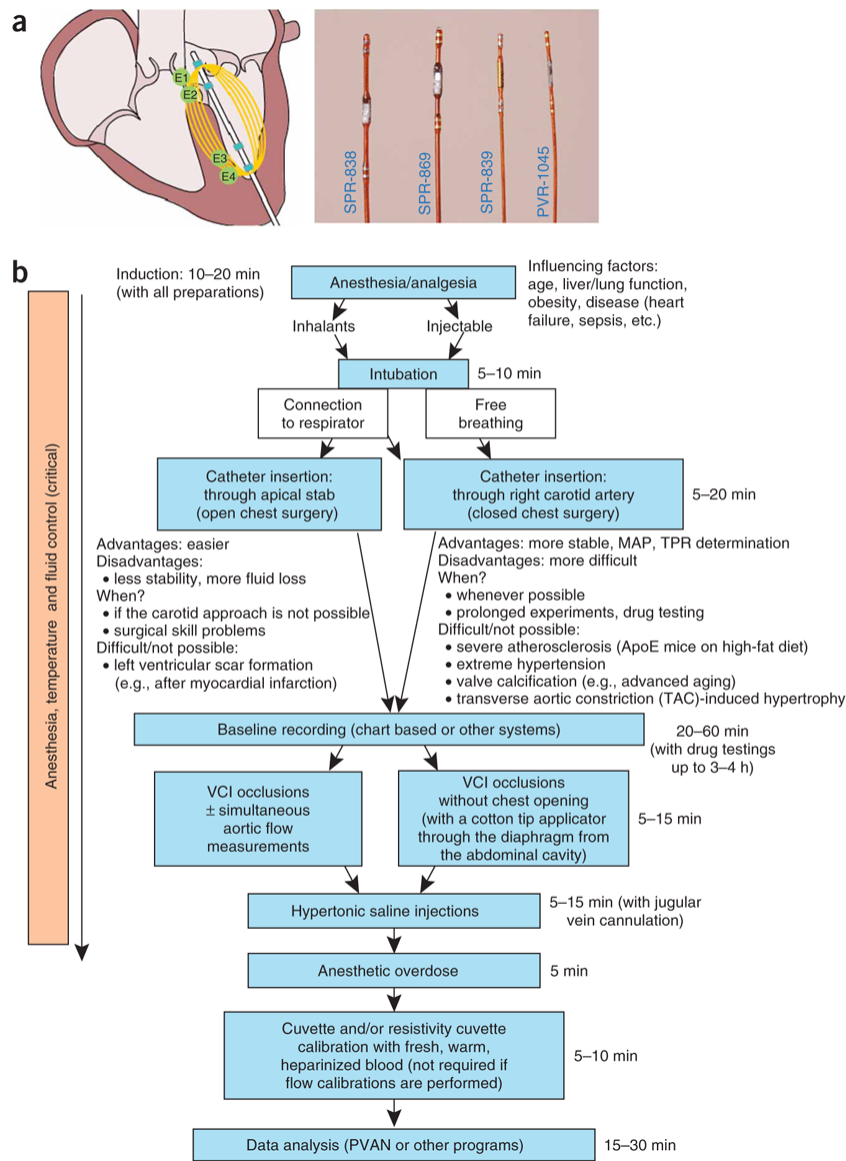 a
E1
E2
E3
E4
SPR-838
SPR-869
SPR-839
PVR-1045
b
Anesthesia, temperature and fluid control (critical)
Induction: 10–20 min
(with all preparations)
Anesthesia/analgesia
Influencing factors:
age, liver/lung function,
obesity, disease (heart
failure, sepsis, etc.)
Inhalants
Injectable
Intubation
5–10 min
Connection
to respirator
Free
breathing
Catheter insertion:
through apical stab
(open chest surgery)
Catheter insertion:
through right carotid artery
(closed chest surgery)
5–20 min
Advantages: easier
Disadvantages:
• less stability, more fluid loss
When?
• if the carotid approach is not possible
• surgical skill problems
Difficult/not possible:
• left ventricular scar formation
(e.g., after myocardial infarction)
Advantages: more stable, MAP, TPR determination
Disadvantages: more difficult
When?
• whenever possible
• prolonged experiments, drug testing
Difficult/not possible:
• severe atherosclerosis (ApoE mice on high-fat diet)
• extreme hypertension
• valve calcification (e.g., advanced aging)
• transverse aortic constriction (TAC)-induced hypertrophy
Baseline recording (chart based or other systems)
20–60 min
(with drug testings
up to 3–4 h)
VCI occlusions
± simultaneous
aortic flow
measurements
VCI occlusions
without chest opening
(with a cotton tip applicator
through the diaphragm from
the abdominal cavity)
5–15 min
Hypertonic saline injections
5–15 min (with jugular
vein cannulation)
Anesthetic overdose
5 min
Cuvette and/or resistivity cuvette
calibration with fresh, warm,
heparinized blood (not required if
flow calibrations are performed)
5–10 min
Data analysis (PVAN or other programs)
15–30 min